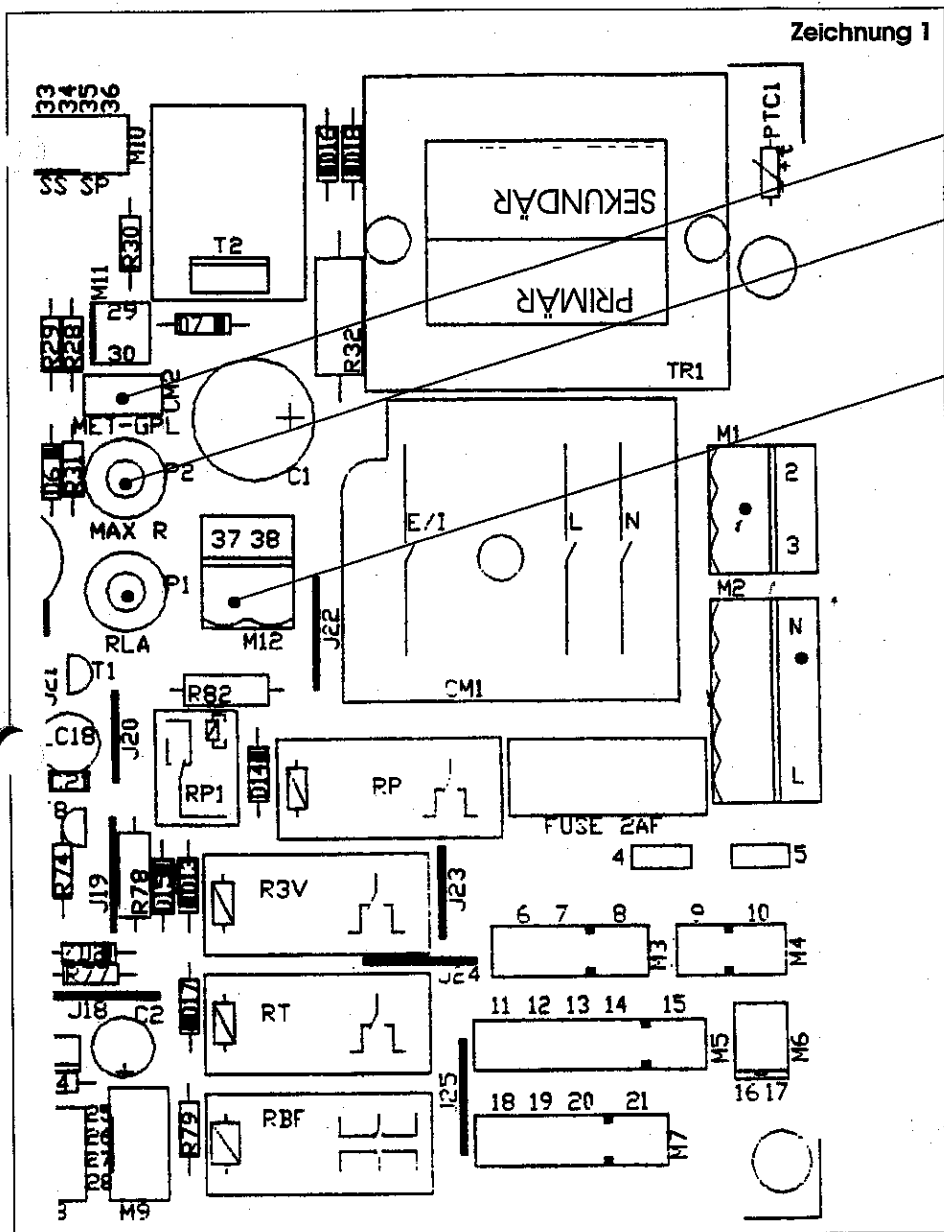 Zeichnung 1
33
34
35
36
M10
SS SP
D16
D18
PTC1
+t
R30
T2
SEKUNDÄR
PRIMÄR
TR1
M11
29
30
D7
R29
R28
R32
CM2
MET-GPL
C1
D6
R31
P2
MAX R
37 38
M12
P1
RLA
E/I
L
N
CM1
M1
2
3
M2
N
L
J22
J21
T1
R82
C18
J20
RP1
D14
RP
FUSE 2AF
4
5
R74
J19
R78
D15
D13
R3V
J23
6 7 8
M3
9 10
M4
R77
J24
J18
C2
D17
RT
11 12 13 14 15
M5
M6
16 17
J25
R79
RBF
18 19 20 21
M7
M9